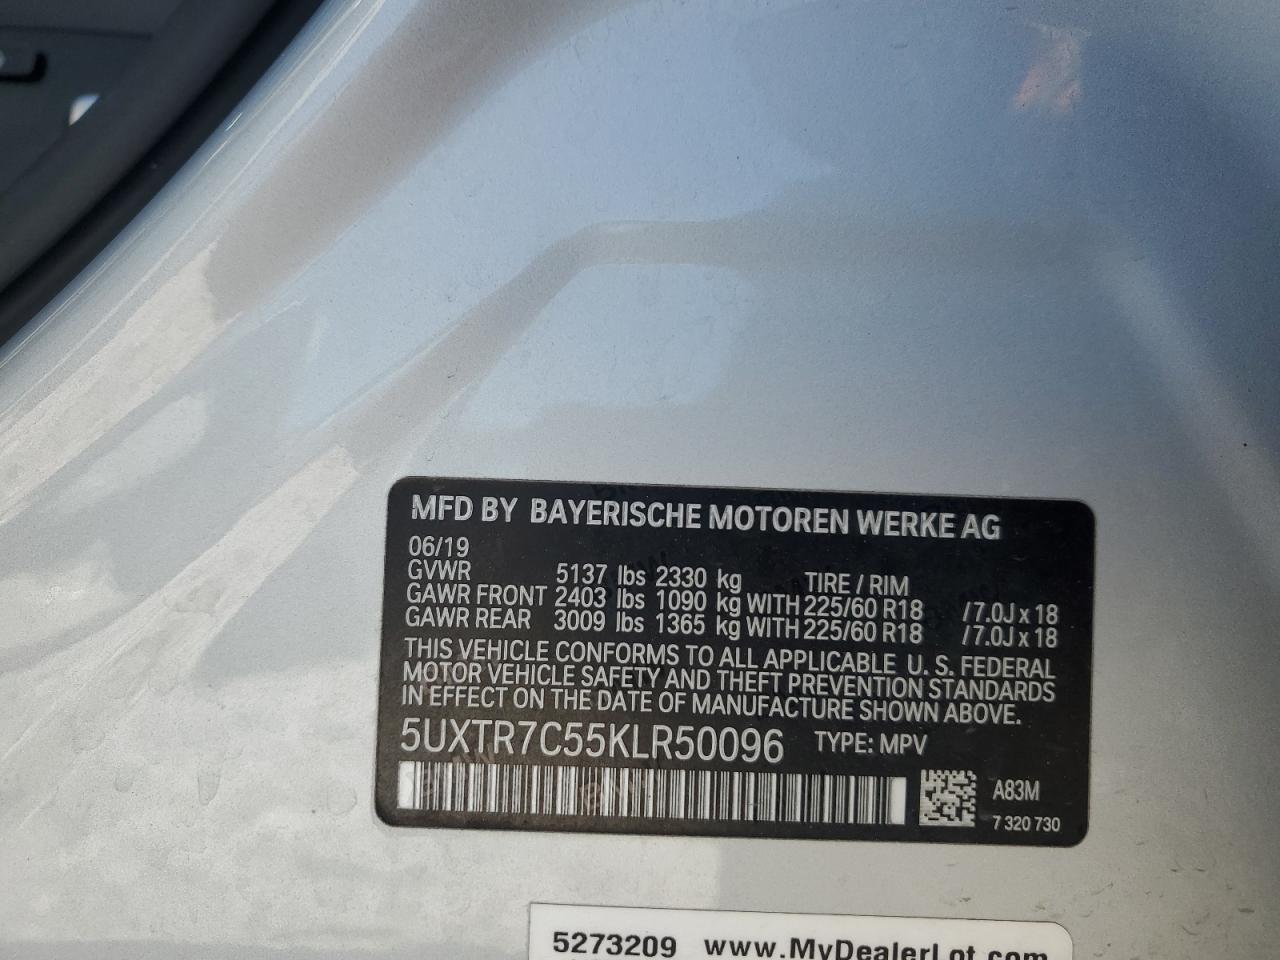 MFD BY BAYERISCHE MOTOREN WERKE AG
06/19
GVWR 5137 lbs 2330 kg TIRE / RIM
GAWR FRONT 2403 lbs 1090 kg WITH 225/60 R18 /7.0J x 18
GAWR REAR 3009 lbs 1365 kg WITH 225/60 R18 /7.0J x 18
THIS VEHICLE CONFORMS TO ALL APPLICABLE U. S. FEDERAL
MOTOR VEHICLE SAFETY AND THEFT PREVENTION STANDARDS
IN EFFECT ON THE DATE OF MANUFACTURE SHOWN ABOVE.
5UXTR7C55KLR50096 TYPE: MPV
A83M
7 320 730
5273209 www.MyDealerLot.com